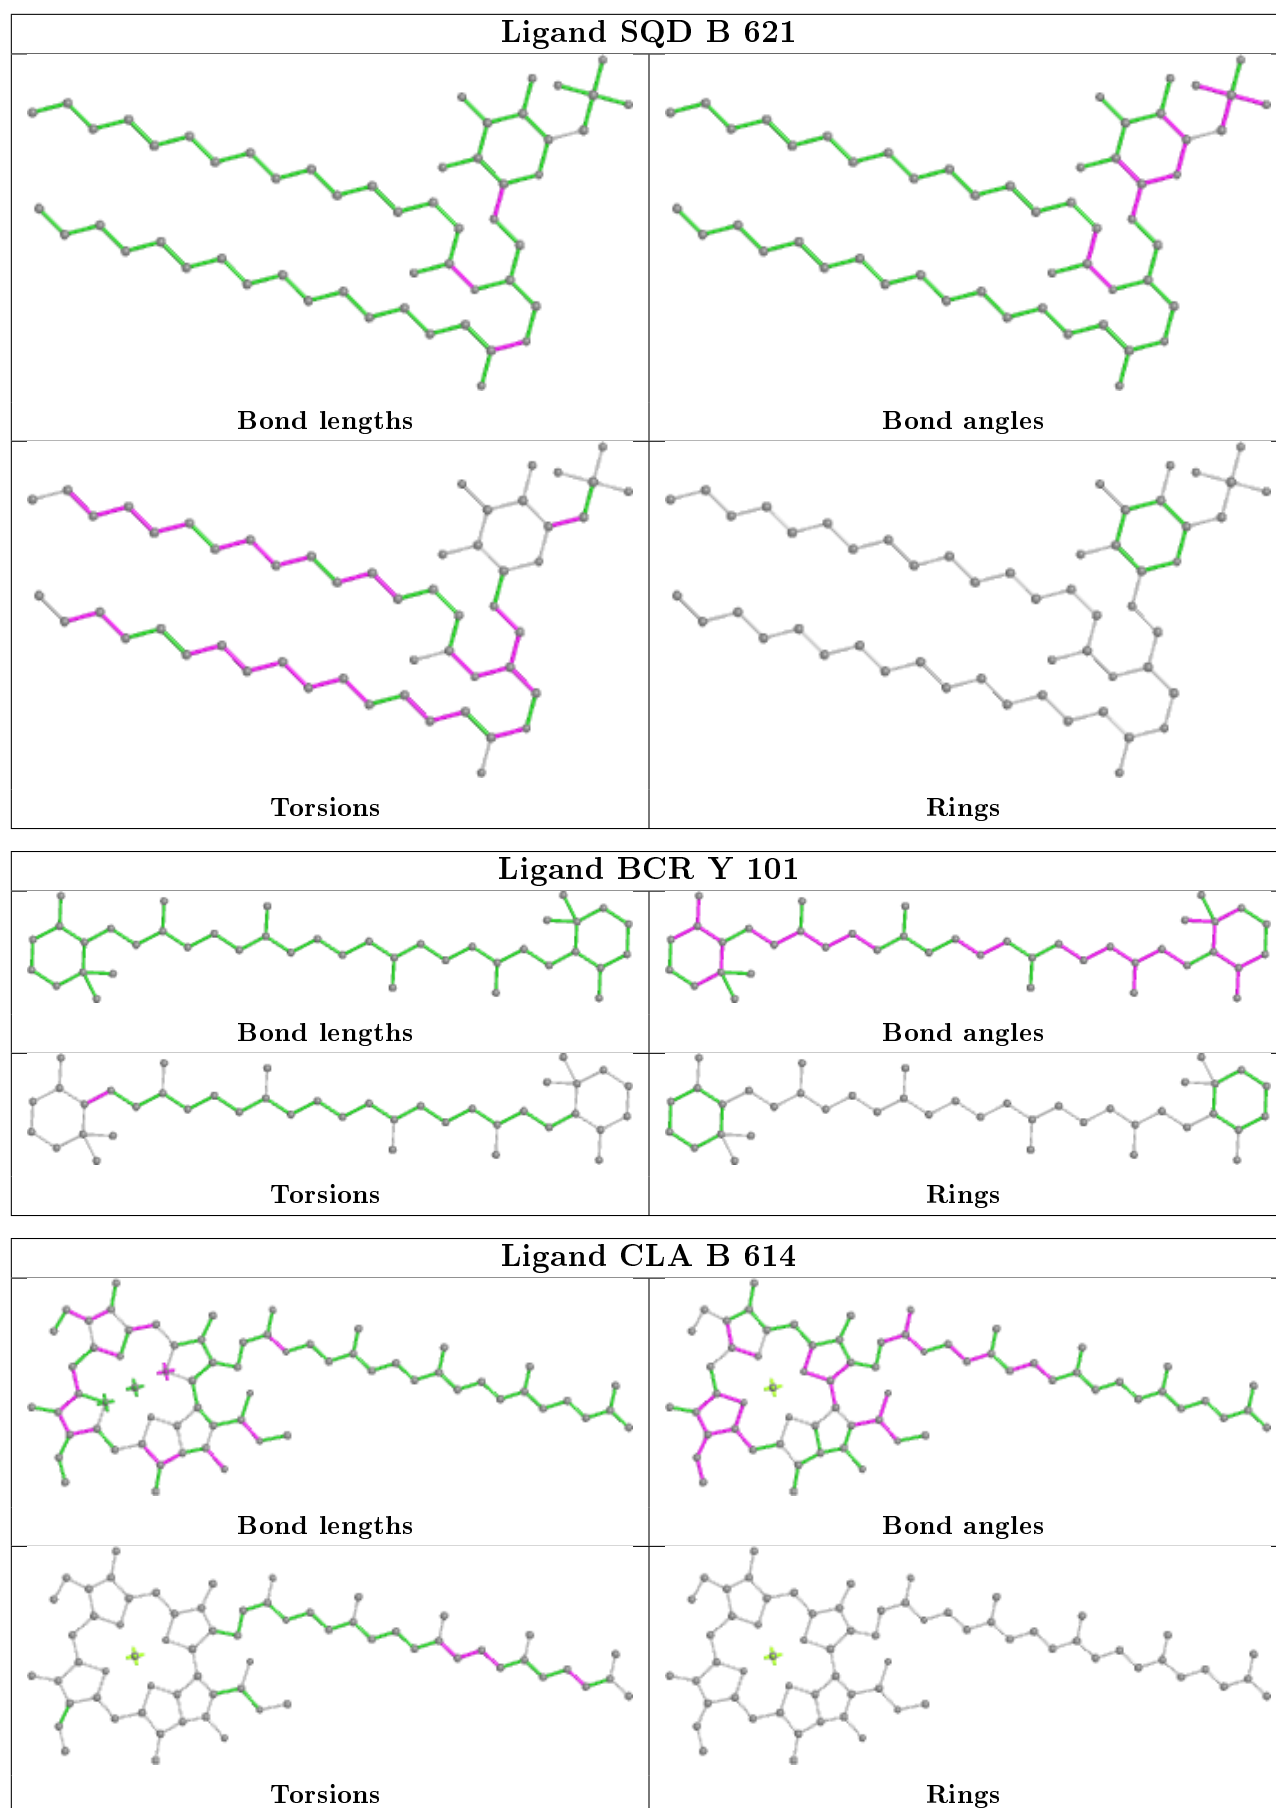 Ligand SQD B 621
Bond lengths
Bond angles
Torsions
Rings
Ligand BCR Y 101
Bond lengths
Bond angles
Torsions
Rings
Ligand CLA B 614
Bond lengths
Bond angles
Torsions
Rings